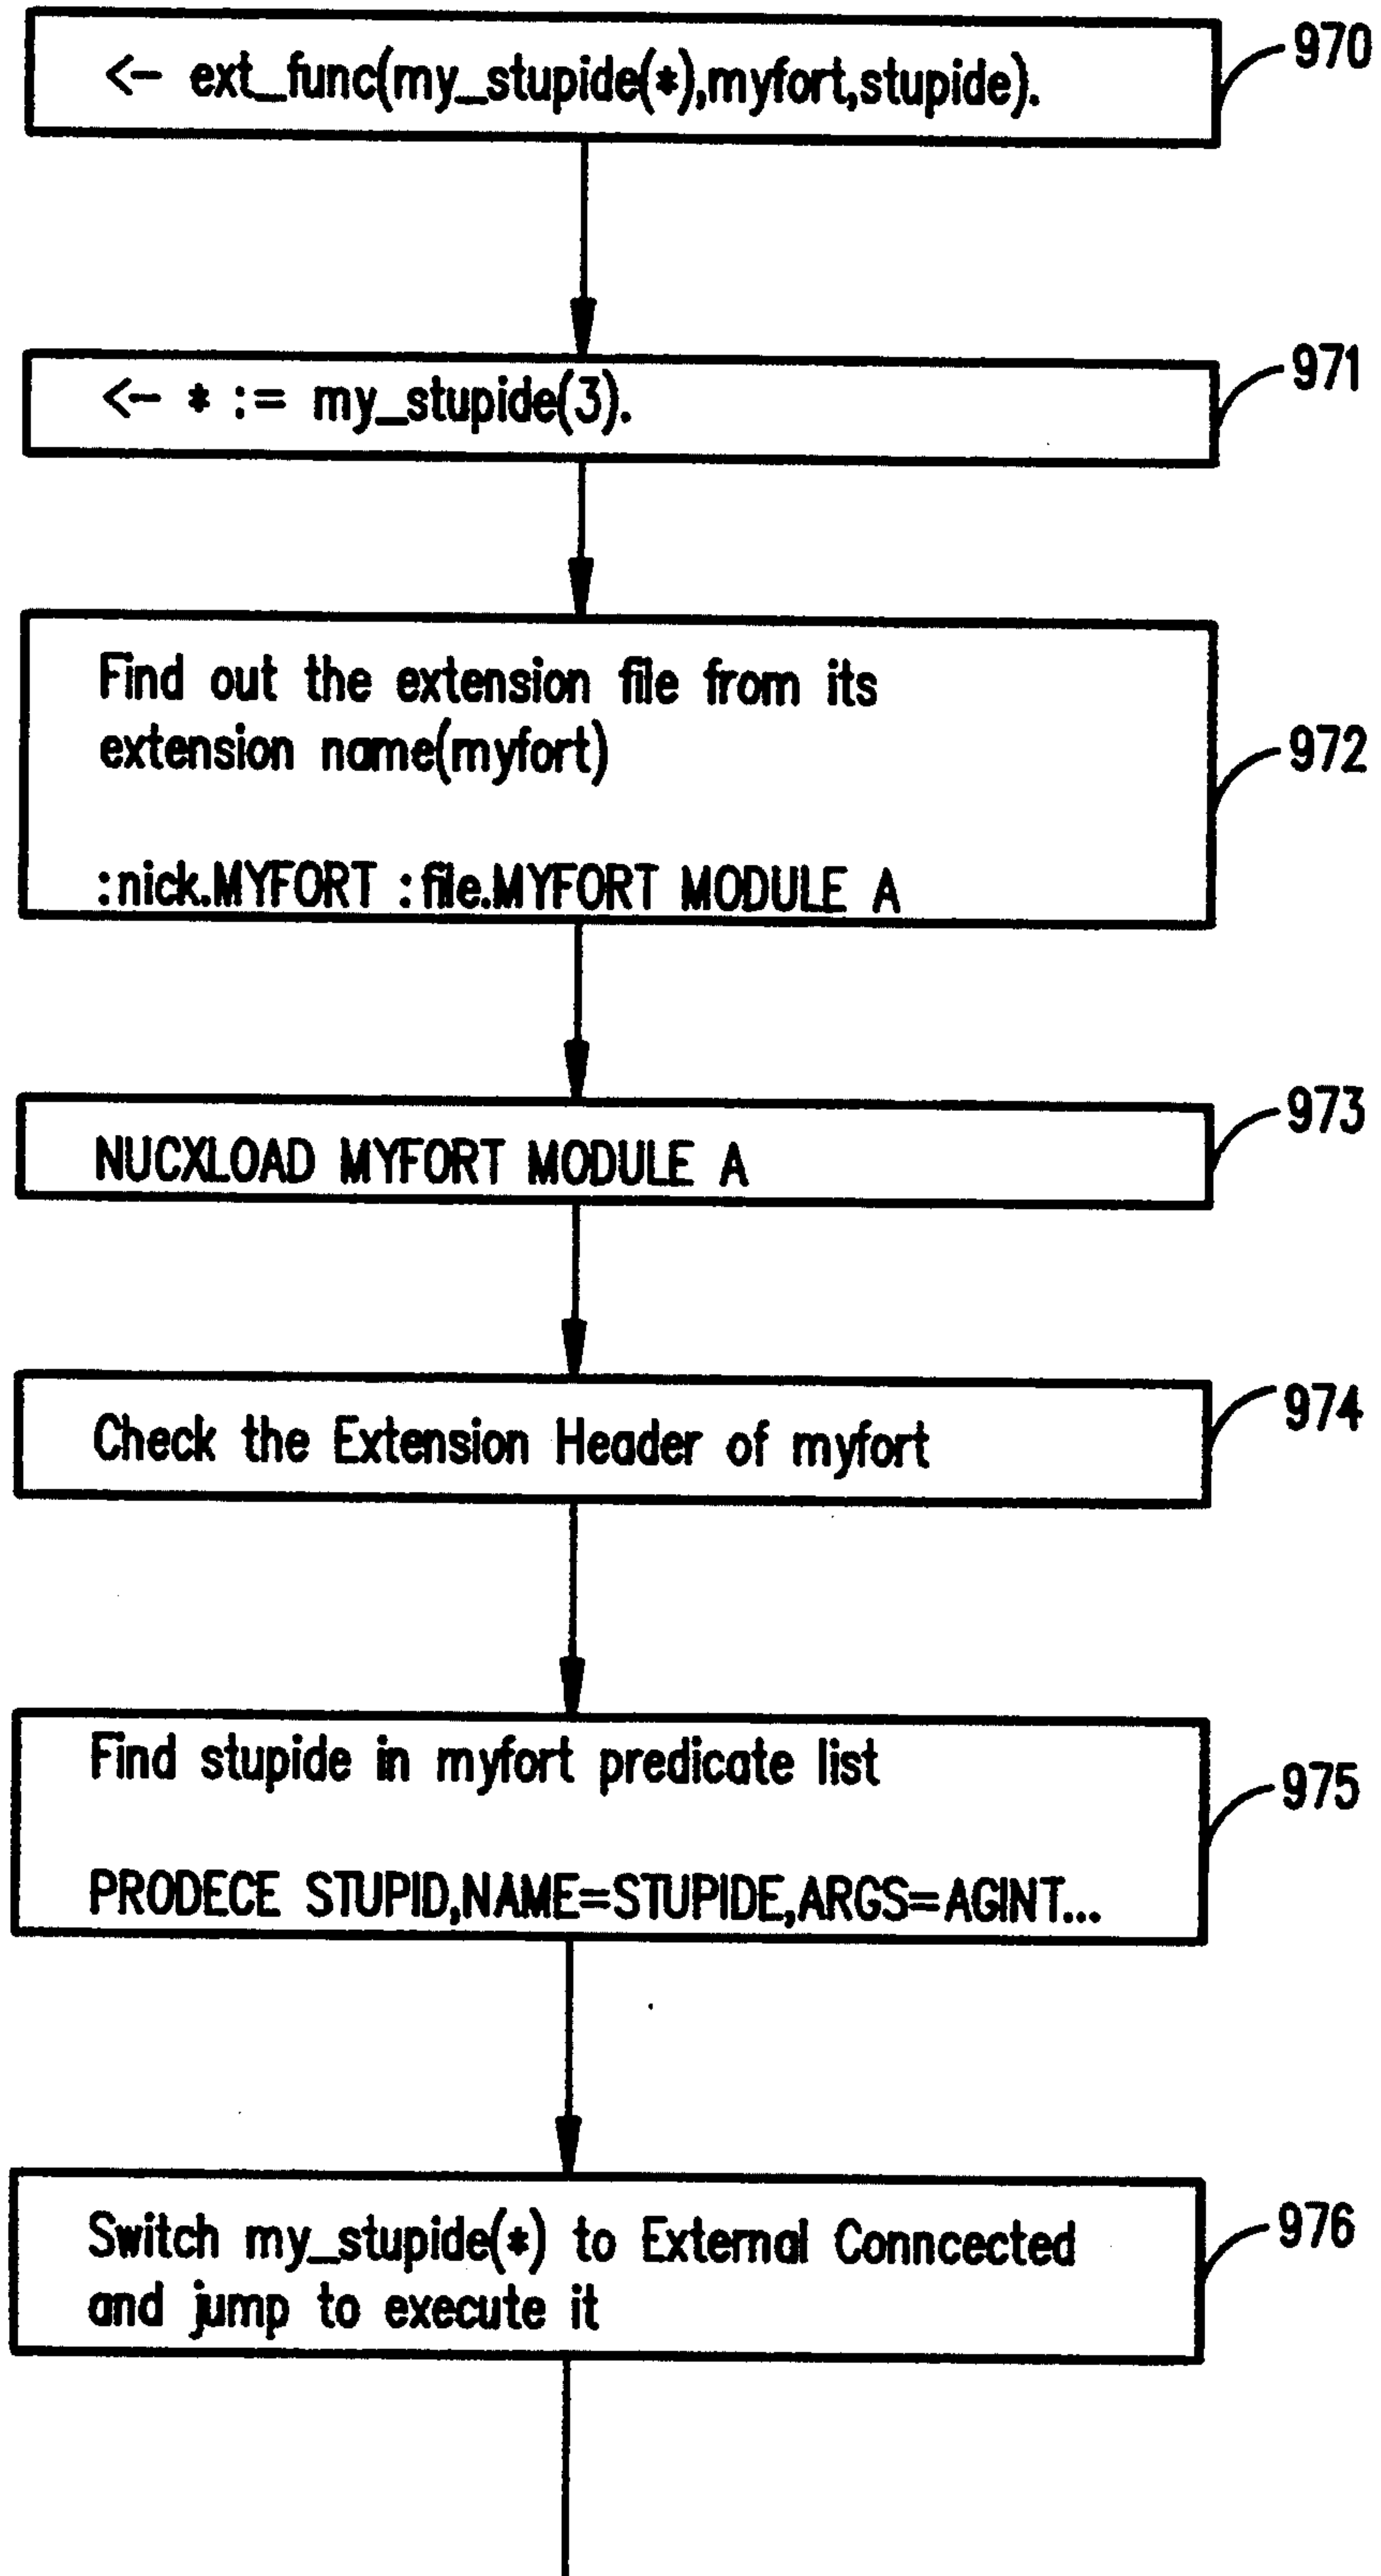 <- ext_func(my_stupide(*),myfort,stupide).
970
<- * := my_stupide(3).
971
Find out the extension file from its
extension name(myfort)
:nick.MYFORT :file.MYFORT MODULE A
972
NUCXLOAD MYFORT MODULE A
973
Check the Extension Header of myfort
974
Find stupide in myfort predicate list
PRODECE STUPID,NAME=STUPIDE,ARGS=AGINT...
975
Switch my_stupide(*) to External Conncected
and jump to execute it
976